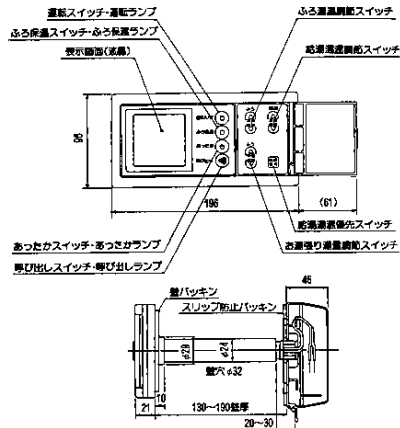 運転スイッチ・運転ランプ
ふろ保温スイッチ・ふろ保温ランプ
表示画面(液晶)
ふろ湯温調節スイッチ
給湯温度調節スイッチ
96
196
(61)
あったかスイッチ・あったかランプ
呼び出しスイッチ・呼び出しランプ
給湯温度優先スイッチ
お湯張り湯量調節スイッチ
壁パッキン
スリップ防止パッキン
46
φ28
φ24
壁穴φ32
10
21
130~190壁厚
20~30